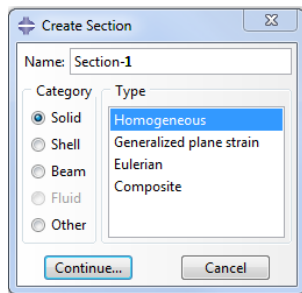 Create Section
Name: Section-1
Category
Solid
Shell
Beam
Fluid
Other
Type
Homogeneous
Generalized plane strain
Eulerian
Composite
Continue...
Cancel